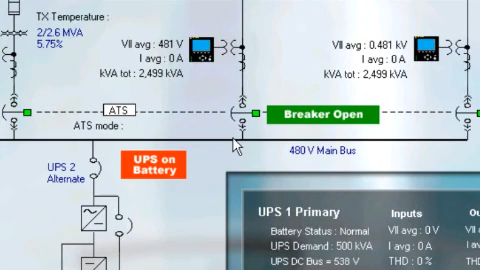 TX Temperature :
2/2.6 MVA
5.75%
Vll avg : 481 V
I avg : 0 A
kVA tot : 2,499 kVA
Vll avg : 0.481 kV
I avg : 0 A
kVA tot : 2,499 kVA
ATS
ATS mode :
Breaker Open
480 V Main Bus
UPS 2
Alternate
UPS on
Battery
UPS 1 Primary
Inputs
Battery Status : Normal
Vll avg : 0 V
UPS Demand : 500 kVA
I avg : 0 A
UPS DC Bus = 538 V
THD : 0 %